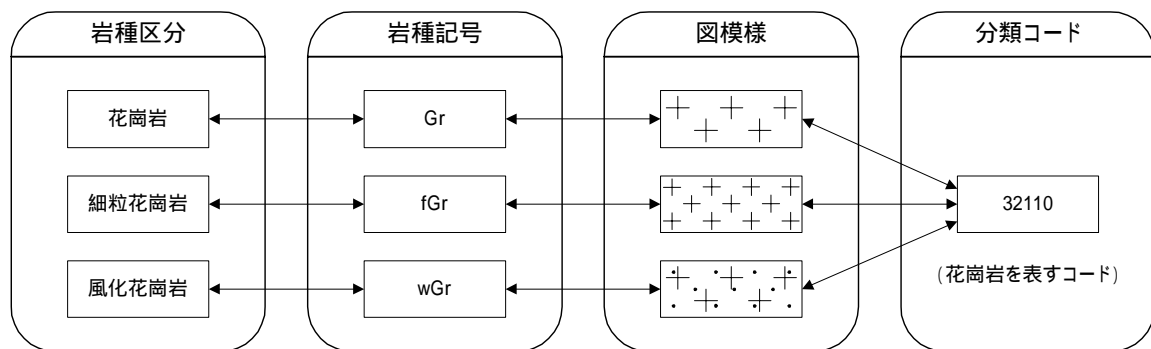 岩種区分 岩種記号 図模様 分類コード
花崗岩 Gr
細粒花崗岩 fGr 32110
風化花崗岩 wGr
(花崗岩を表すコード)